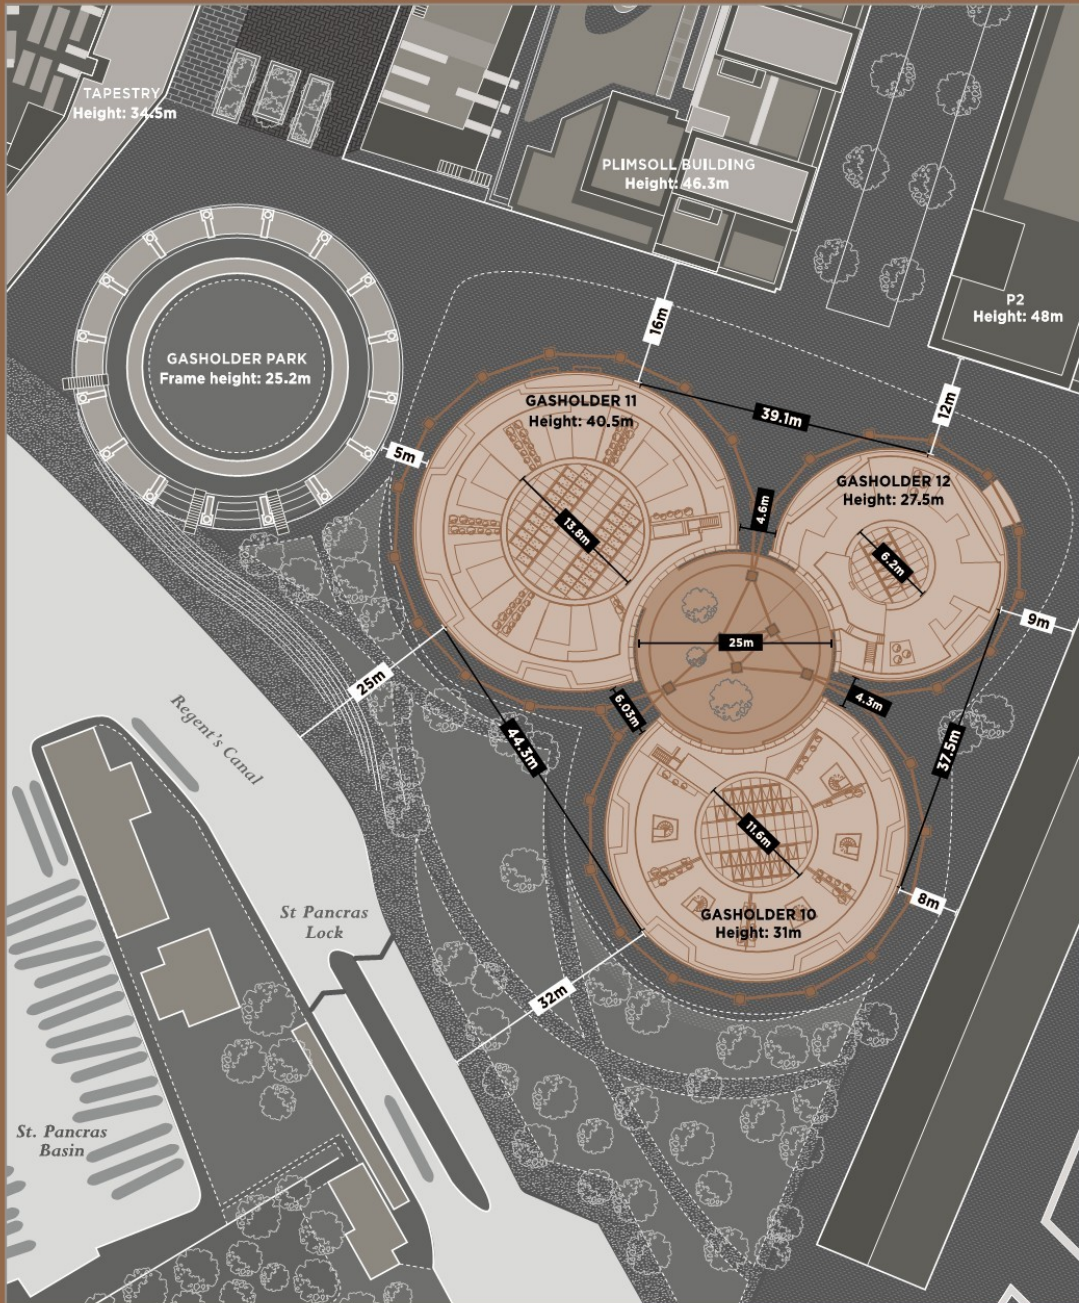 TAPESTRY
Height: 34.5m
PLIMSOLL BUILDING
Height: 46.3m
P2
Height: 48m
16m
GASHOLDER PARK
Frame height: 25.2m
GASHOLDER 11
Height: 40.5m
39.1m
12m
5m
GASHOLDER 12
Height: 27.5m
4.6m
13.8m
6.2m
9m
25m
25m
6.03m
4.3m
Regent's Canal
44.3m
37.5m
11.6m
8m
GASHOLDER 10
Height: 31m
St Pancras
Lock
32m
St. Pancras
Basin